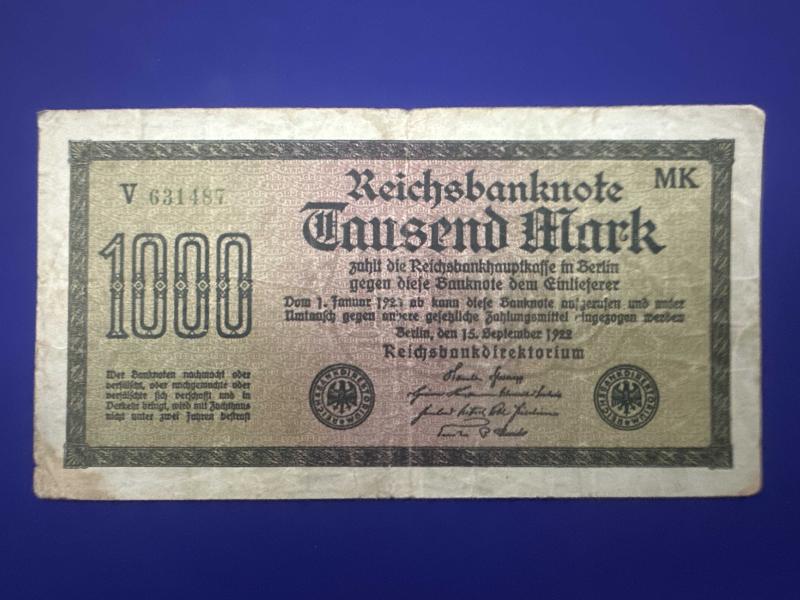 V 631487
Reichsbanknote
MK
Tausend Mark
1000
zahlt die Reichsbankhauptkasse in Berlin
gegen diese Banknote dem Einlieferer
Vom 1. Januar 1923 ab kann diese Banknote aufgerufen und unter
Umtausch gegen andere gesetzliche Zahlungsmittel eingezogen werden
Berlin, den 15. September 1922
Reichsbankdirektorium
Wer Banknoten nachmacht oder
verfälscht, oder nachgemachte oder
verfälschte sich verschafft und in
Verkehr bringt, wird mit Zuchthaus
nicht unter zwei Jahren bestraft
REICHSBANKDIREKTORIUM
REICHSBANKDIREKTORIUM